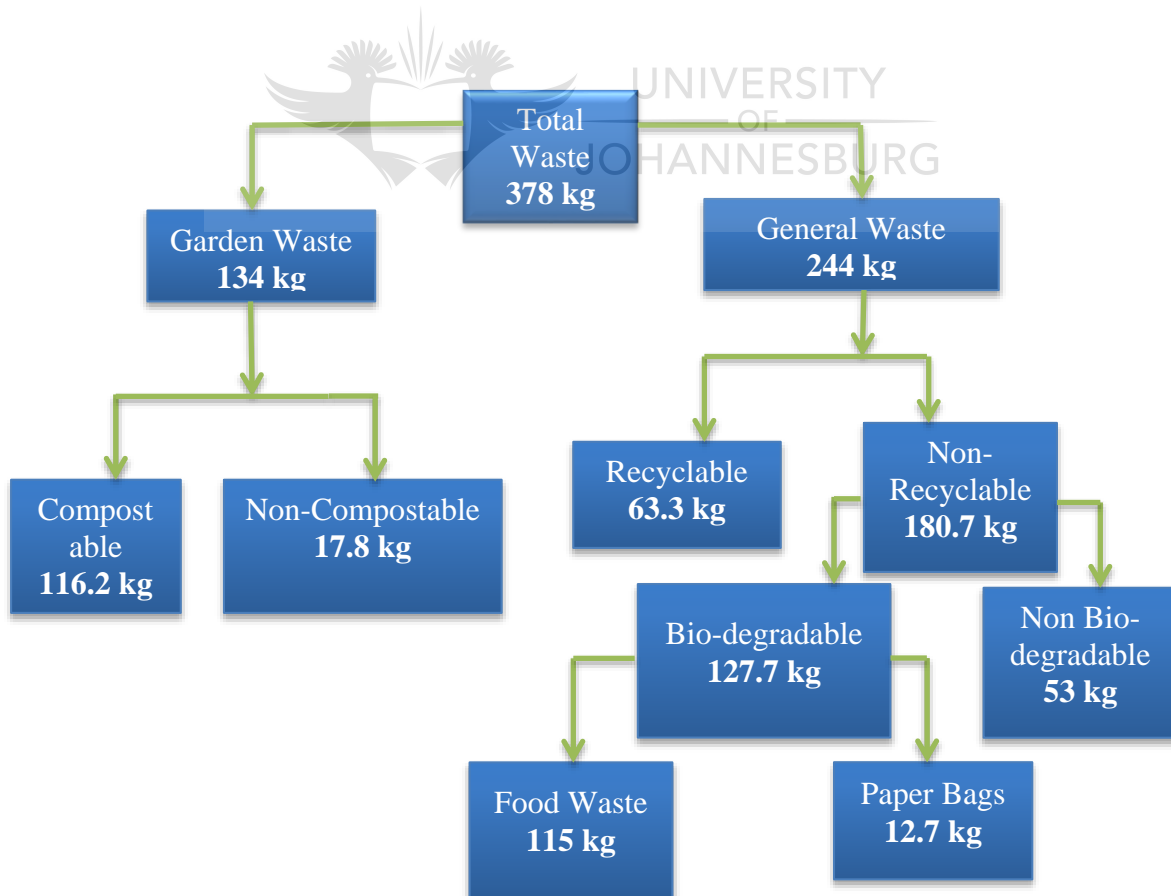 UNIVERSITY
OF
JOHANNESBURG
Total
Waste
378 kg
Garden Waste
134 kg
General Waste
244 kg
Compost
able
116.2 kg
Non-Compostable
17.8 kg
Recyclable
63.3 kg
Non-
Recyclable
180.7 kg
Bio-degradable
127.7 kg
Non Bio-
degradable
53 kg
Food Waste
115 kg
Paper Bags
12.7 kg